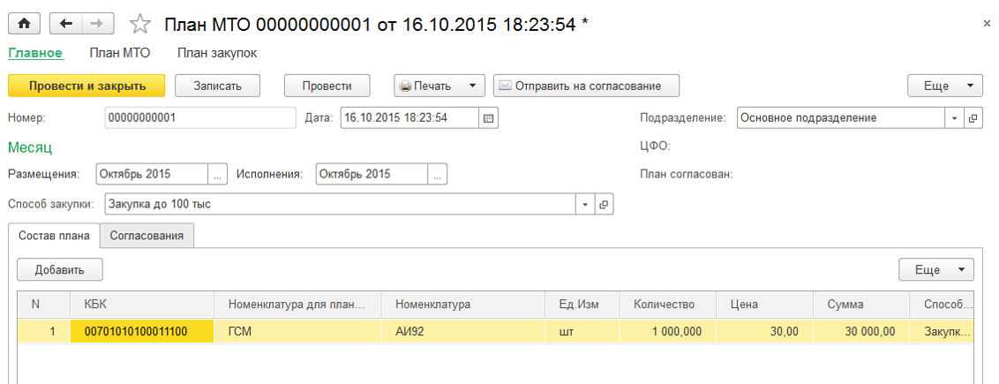 План МТО 00000000001 от 16.10.2015 18:23:54 *
Главное План МТО План закупок
Провести и закрыть Записать Провести Печать Отправить на согласование Еще
Номер: 00000000001 Дата: 16.10.2015 18:23:54 Подразделение: Основное подразделение
Месяц ЦФО:
Размещения: Октябрь 2015 ... Исполнения: Октябрь 2015 ... План согласован:
Способ закупки: Закупка до 100 тыс
Состав плана Согласования
Добавить Еще
N КБК Номенклатура для план... Номенклатура Ед.Изм Количество Цена Сумма Способ...
1 00701010100011100 ГСМ АИ92 шт 1 000,000 30,00 30 000,00 Закупк...